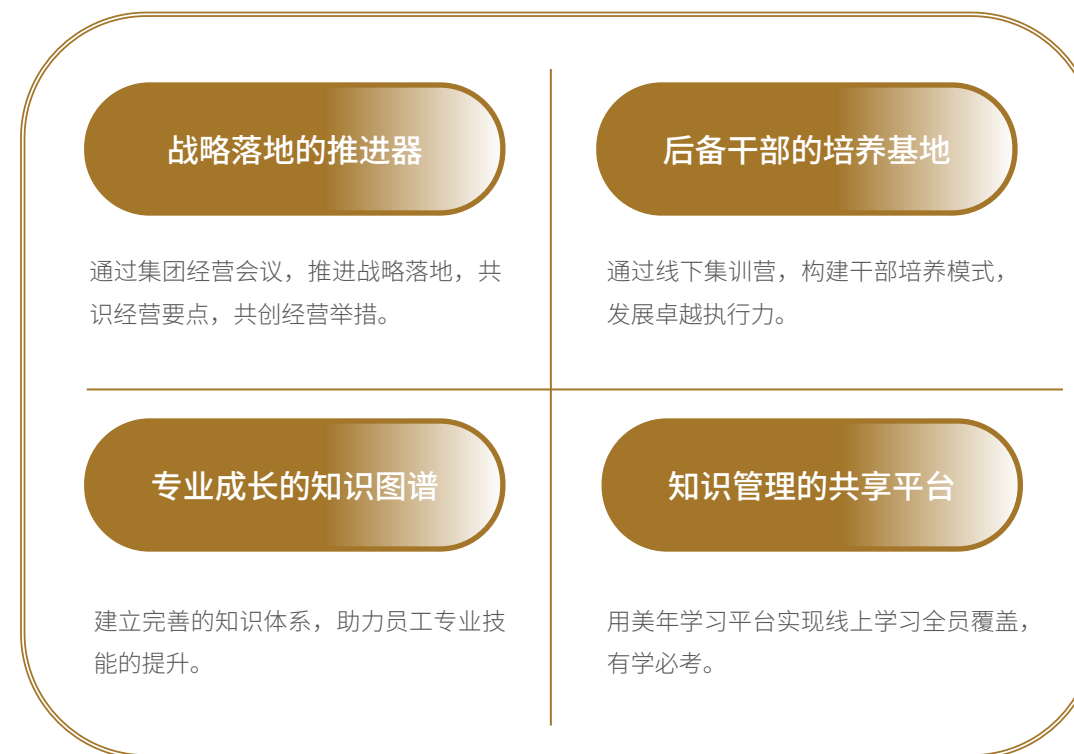 战略落地的推进器
通过集团经营会议，推进战略落地，共
识经营要点，共创经营举措。
后备干部的培养基地
通过线下集训营，构建干部培养模式，
发展卓越执行力。
专业成长的知识图谱
建立完善的知识体系，助力员工专业技
能的提升。
知识管理的共享平台
用美年学习平台实现线上学习全员覆盖，
有学必考。